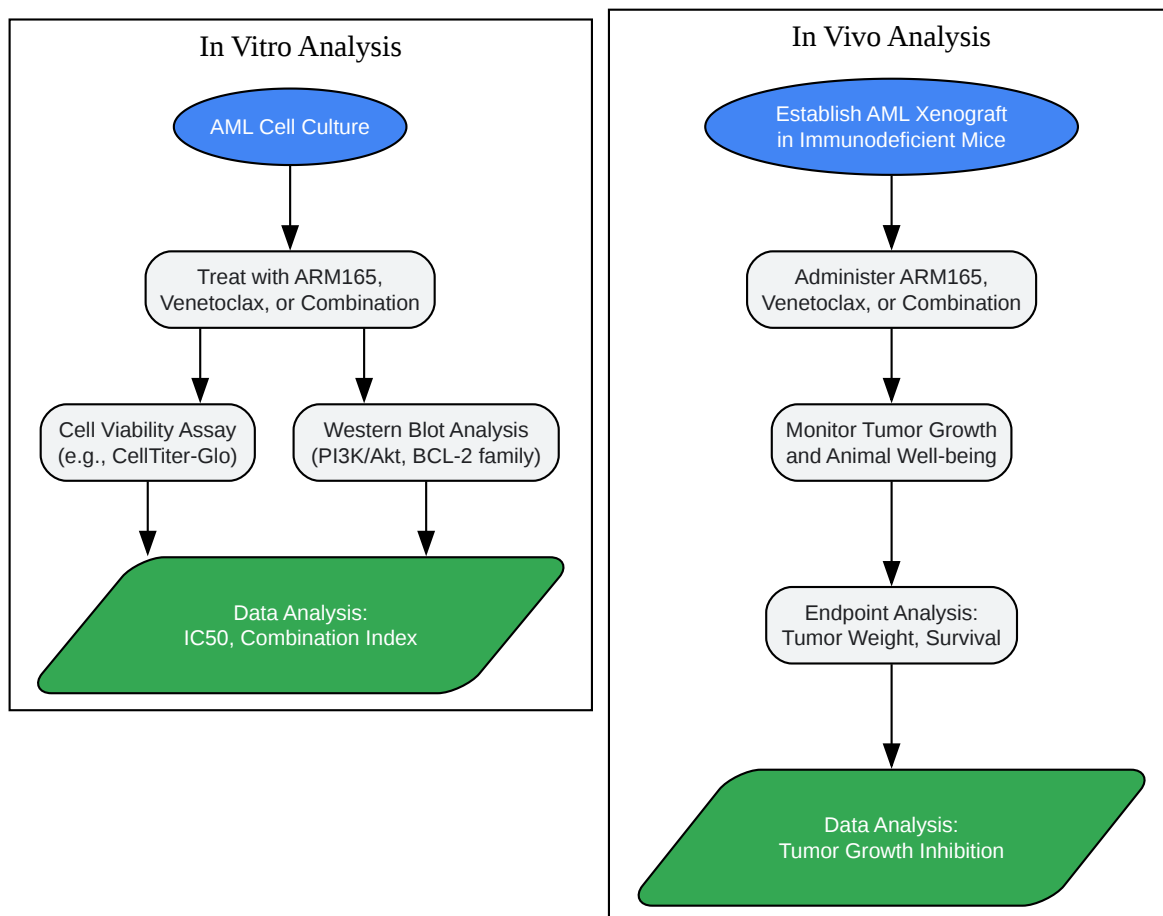 In Vitro Analysis
AML Cell Culture
Treat with ARM165,
Venetoclax, or Combination
Cell Viability Assay
(e.g., CellTiter-Glo)
Western Blot Analysis
(PI3K/Akt, BCL-2 family)
Data Analysis:
IC50, Combination Index
In Vivo Analysis
Establish AML Xenograft
in Immunodeficient Mice
Administer ARM165,
Venetoclax, or Combination
Monitor Tumor Growth
and Animal Well-being
Endpoint Analysis:
Tumor Weight, Survival
Data Analysis:
Tumor Growth Inhibition